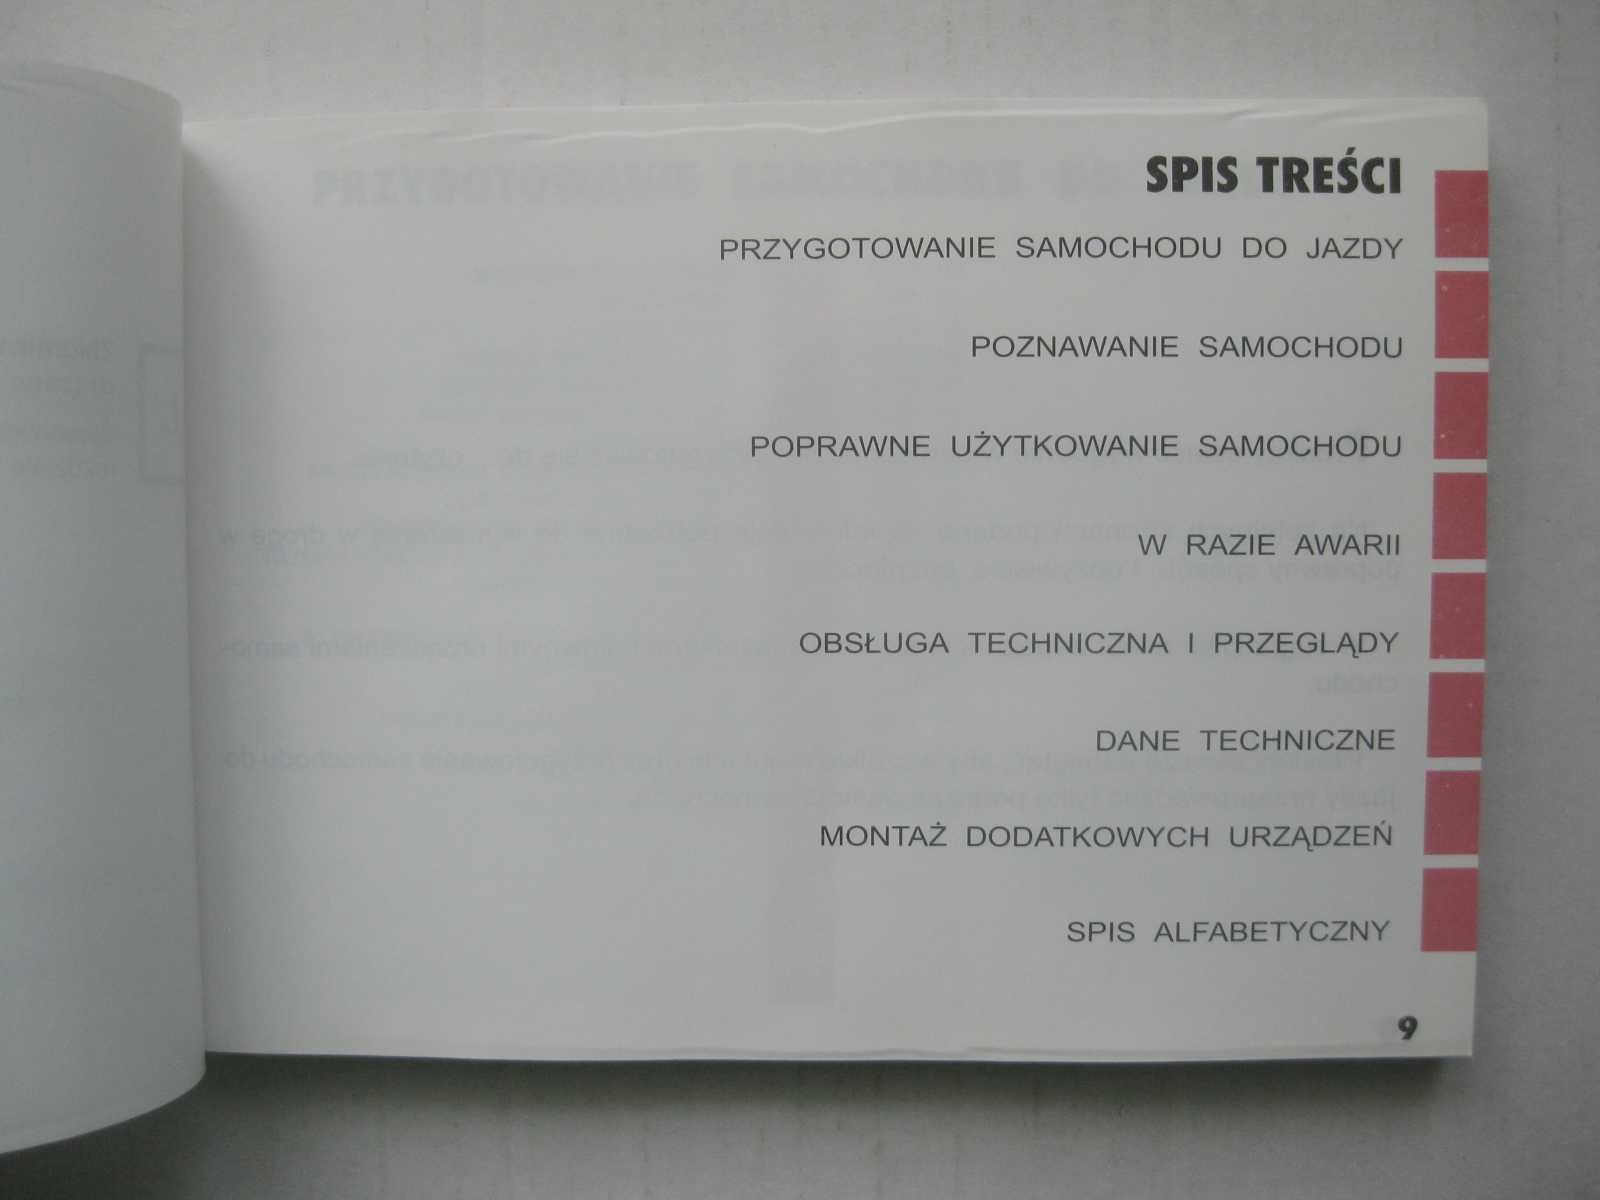 SPIS TREŚCI
PRZYGOTOWANIE SAMOCHODU DO JAZDY
POZNAWANIE SAMOCHODU
POPRAWNE UŻYTKOWANIE SAMOCHODU
W RAZIE AWARII
OBSŁUGA TECHNICZNA I PRZEGLĄDY
DANE TECHNICZNE
MONTAŻ DODATKOWYCH URZĄDZEŃ
SPIS ALFABETYCZNY
9